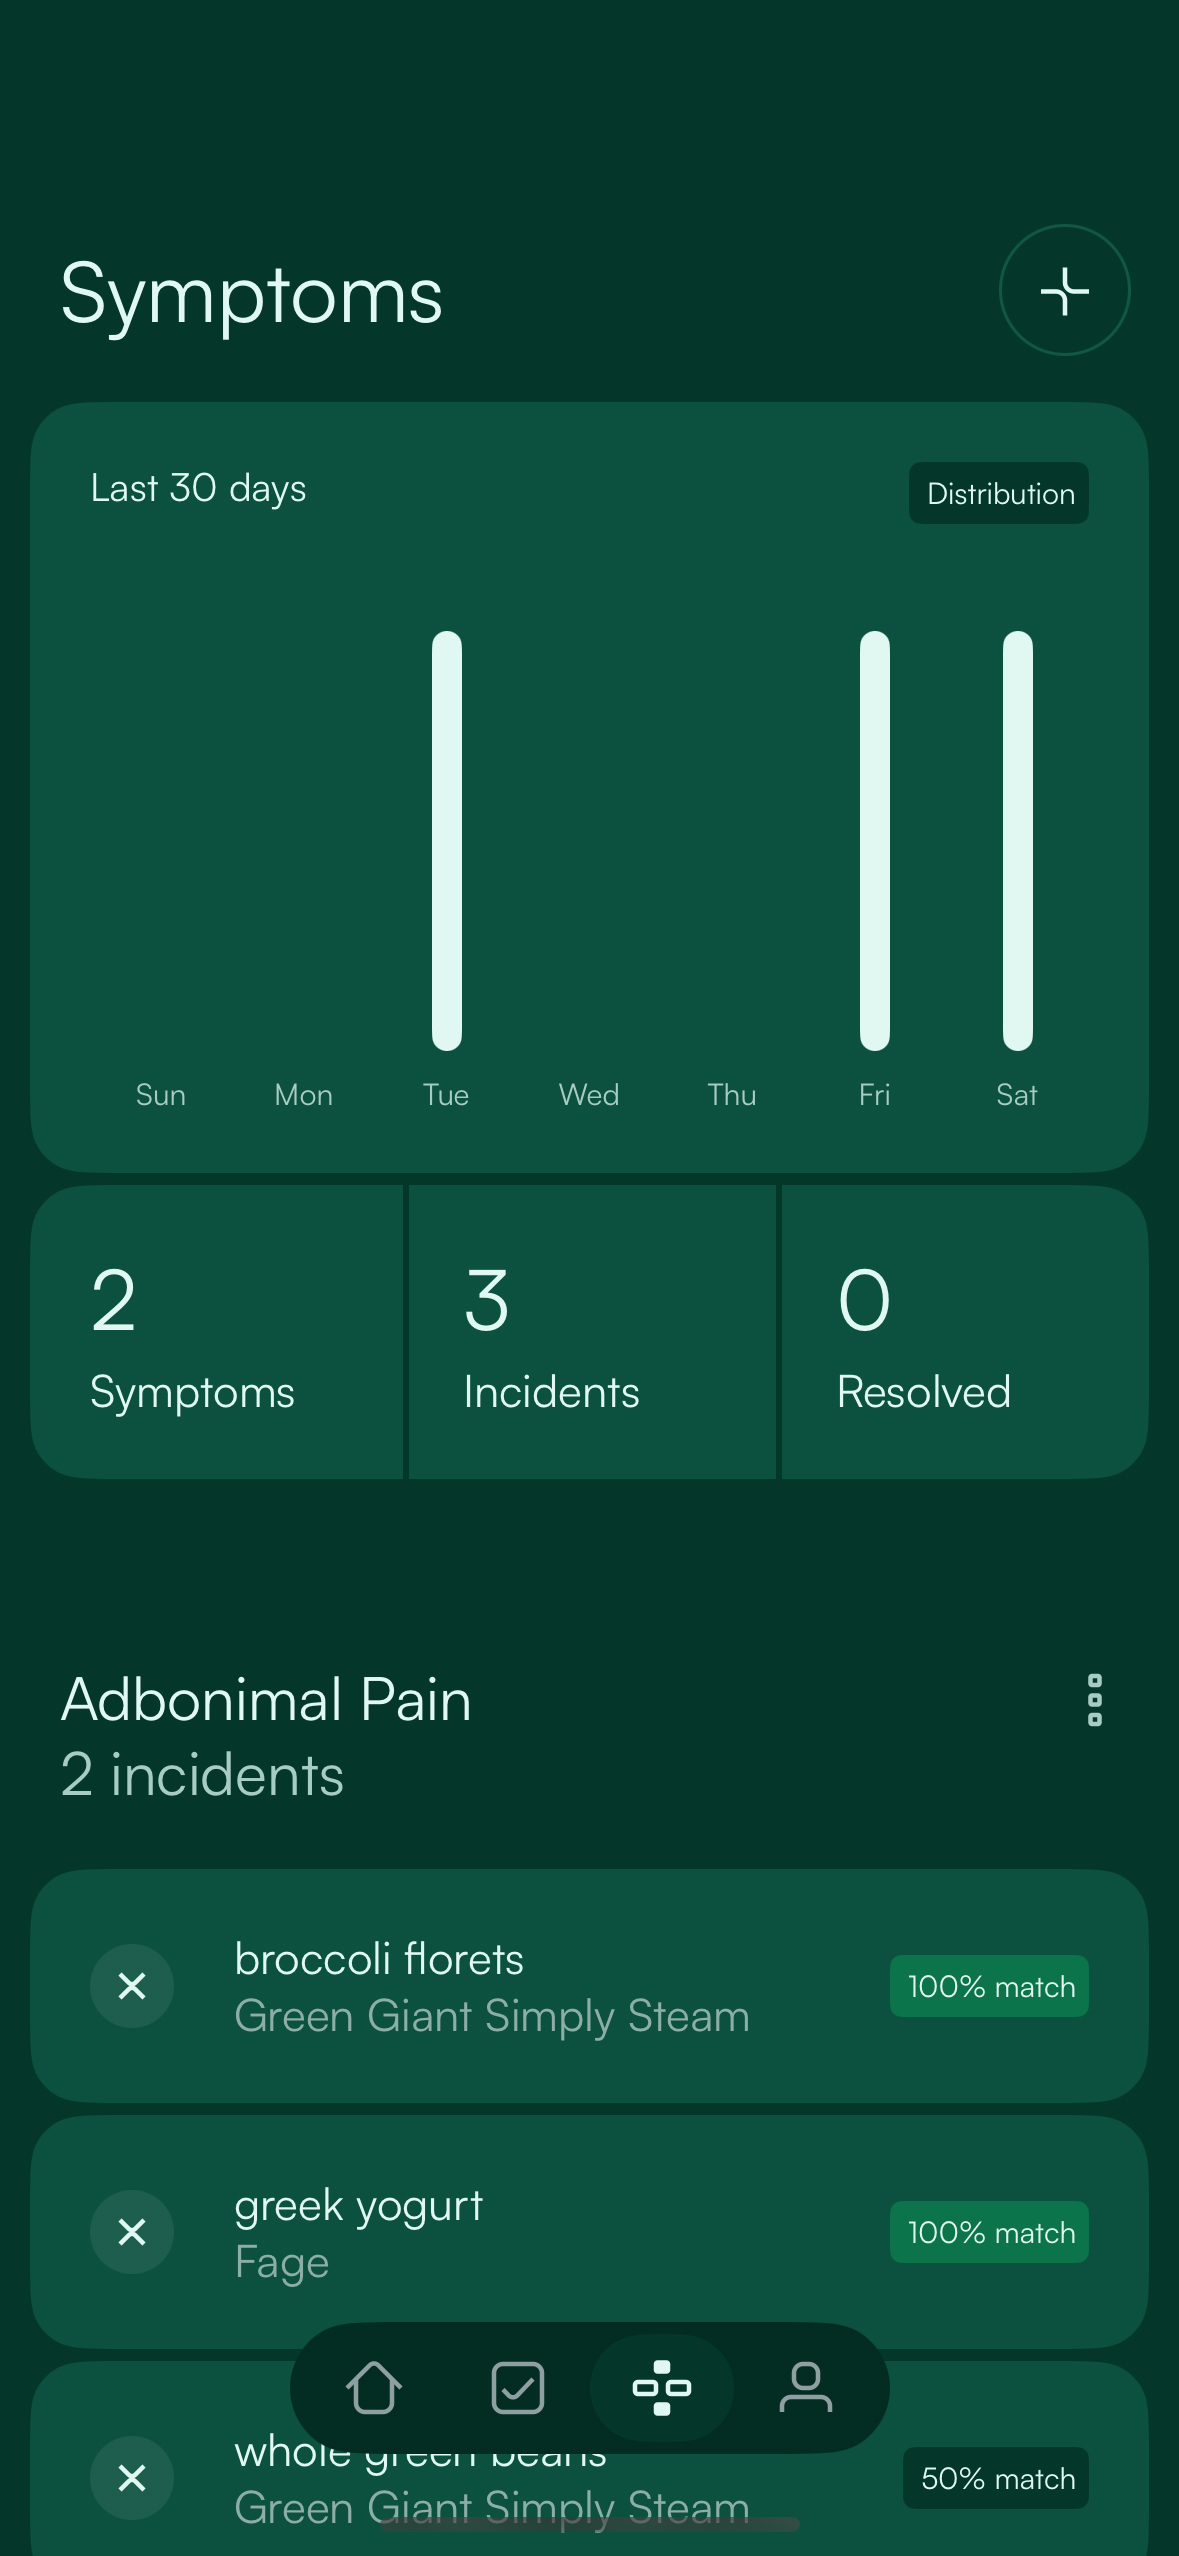 Symptoms
Last 30 days
Distribution
Sun Mon Tue Wed Thu Fri Sat
2 3 0
Symptoms Incidents Resolved
Adbonimal Pain
2 incidents
broccoli florets
Green Giant Simply Steam
100% match
greek yogurt
Fage
100% match
whole green beans
Green Giant Simply Steam
50% match